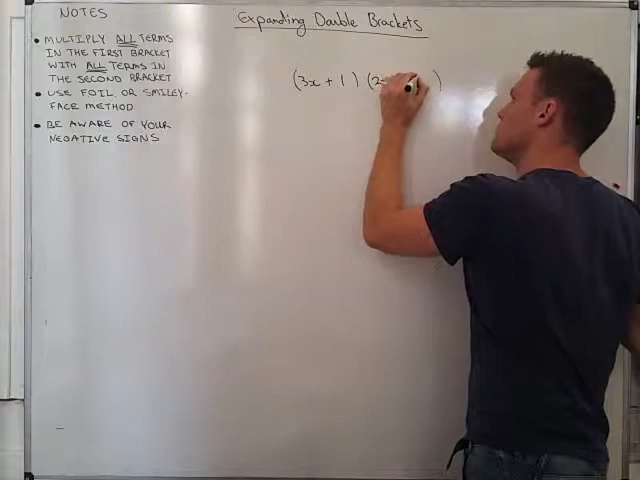 NOTES
Expanding Double Brackets
• MULTIPLY ALL TERMS
IN THE FIRST BRACKET
WITH ALL TERMS IN
THE SECOND BRACKET
• USE FOIL OR SMILEY-
FACE METHOD
• BE AWARE OF YOUR
NEGATIVE SIGNS
(3x + 1) (2 )